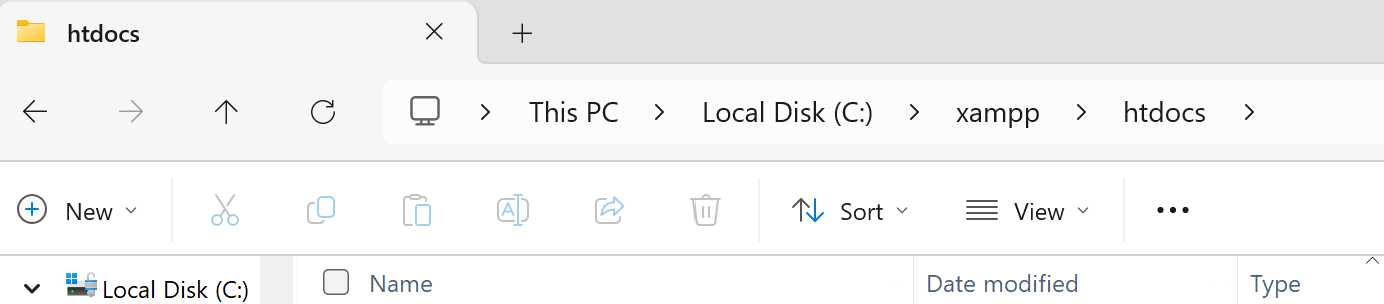 htdocs
This PC Local Disk (C:) xampp htdocs
New Sort View
Local Disk (C:) Name Date modified Type